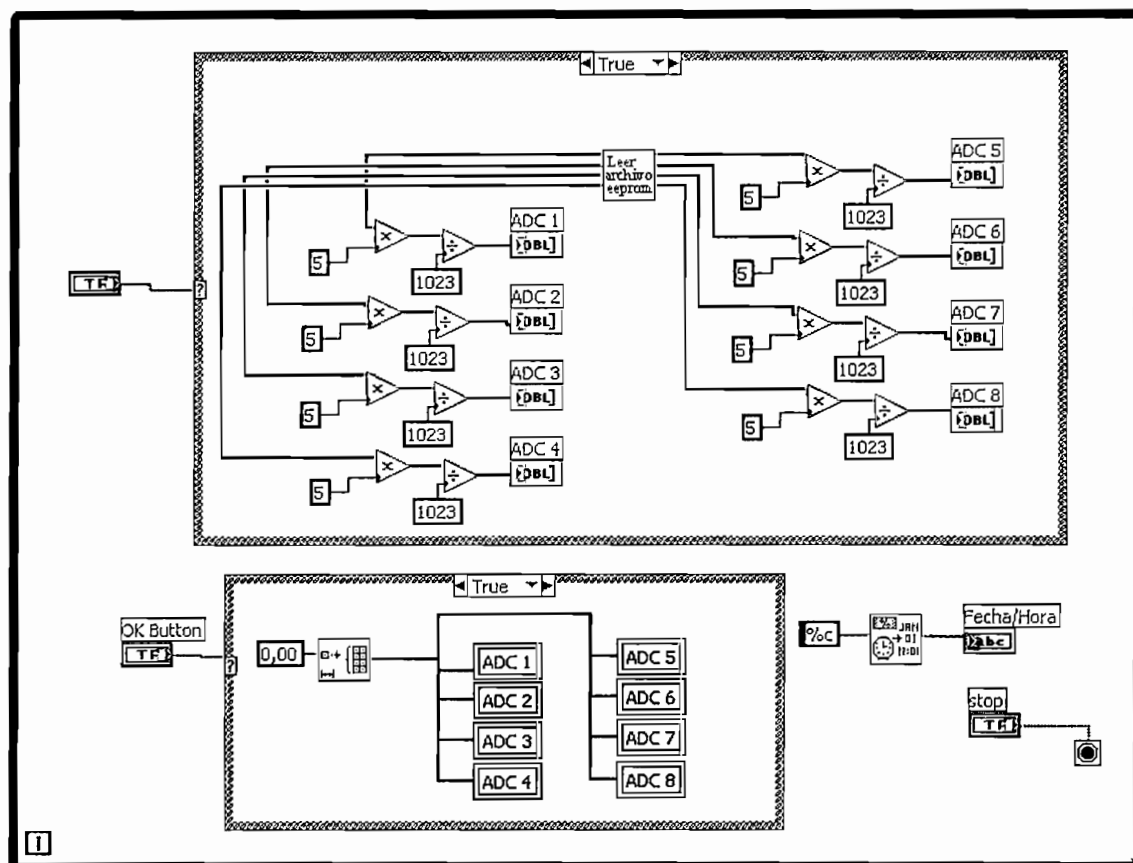 True
Leer
archivo
eeprom
5
1023
ADC 1
DBL
5
1023
ADC 2
DBL
5
1023
ADC 3
DBL
5
1023
ADC 4
DBL
5
1023
ADC 5
DBL
5
1023
ADC 6
DBL
5
1023
ADC 7
DBL
5
1023
ADC 8
DBL
TF
?
True
OK Button
TF
?
0,00
ADC 1
ADC 2
ADC 3
ADC 4
ADC 5
ADC 6
ADC 7
ADC 8
%c
JAN
01
11:01
Fecha/Hora
abc
stop
TF
i